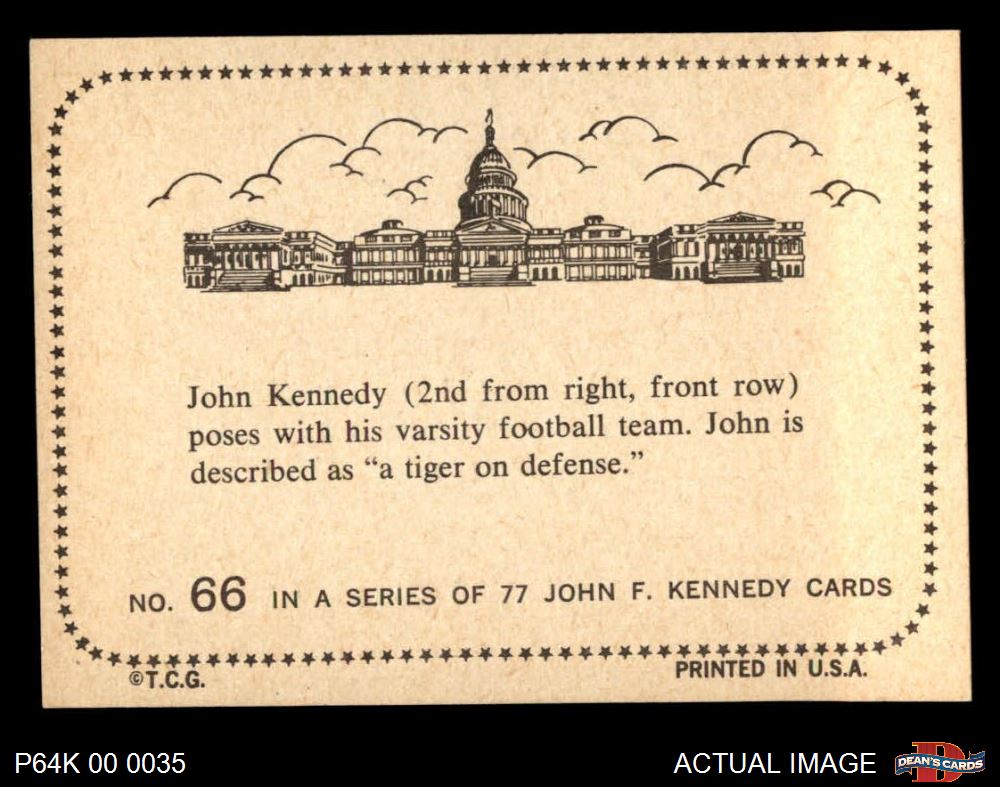 John Kennedy (2nd from right, front row)
poses with his varsity football team. John is
described as “a tiger on defense.”
NO. 66 IN A SERIES OF 77 JOHN F. KENNEDY CARDS
©T.C.G.
PRINTED IN U.S.A.
P64K 00 0035
ACTUAL IMAGE
D
DEAN'S CARDS